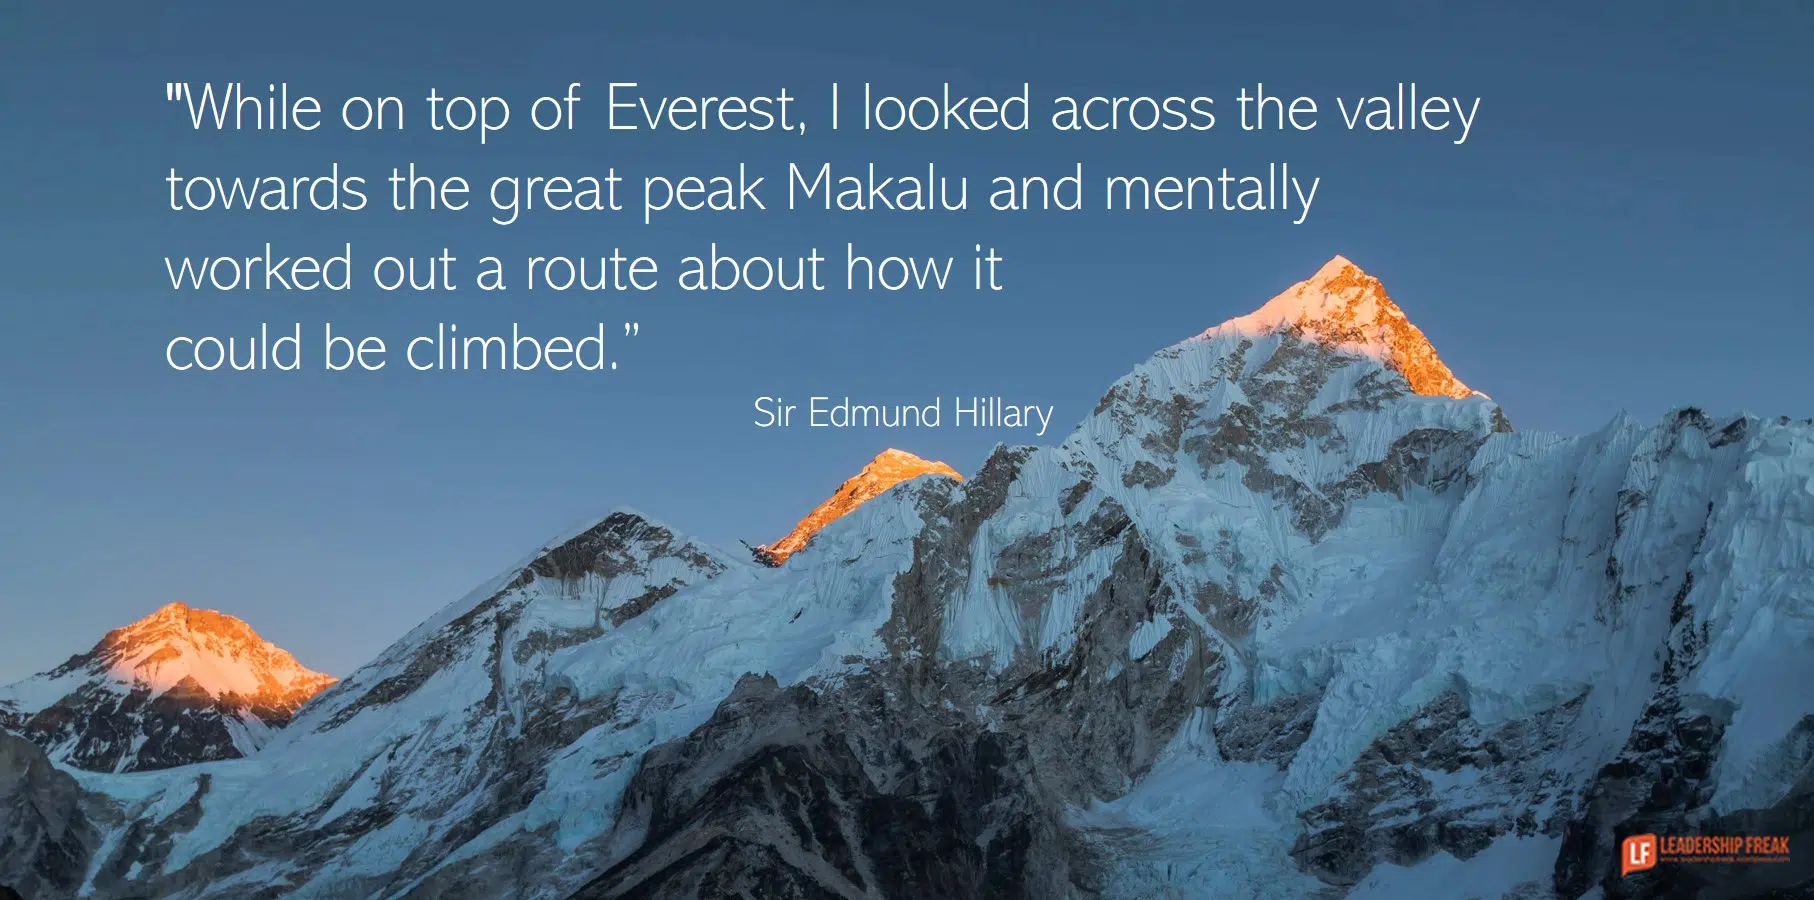 "While on top of Everest, I looked across the valley
towards the great peak Makalu and mentally
worked out a route about how it
could be climbed.”
Sir Edmund Hillary
LF LEADERSHIP FREAK